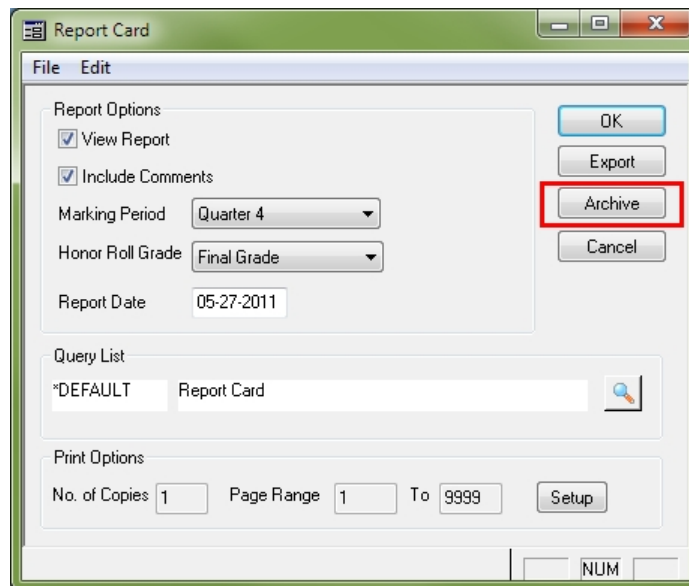 Report Card
File Edit
Report Options
View Report
Include Comments
Marking Period Quarter 4
Honor Roll Grade Final Grade
Report Date 05-27-2011
OK
Export
Archive
Cancel
Query List
*DEFAULT Report Card
Print Options
No. of Copies 1 Page Range 1 To 9999 Setup
NUM